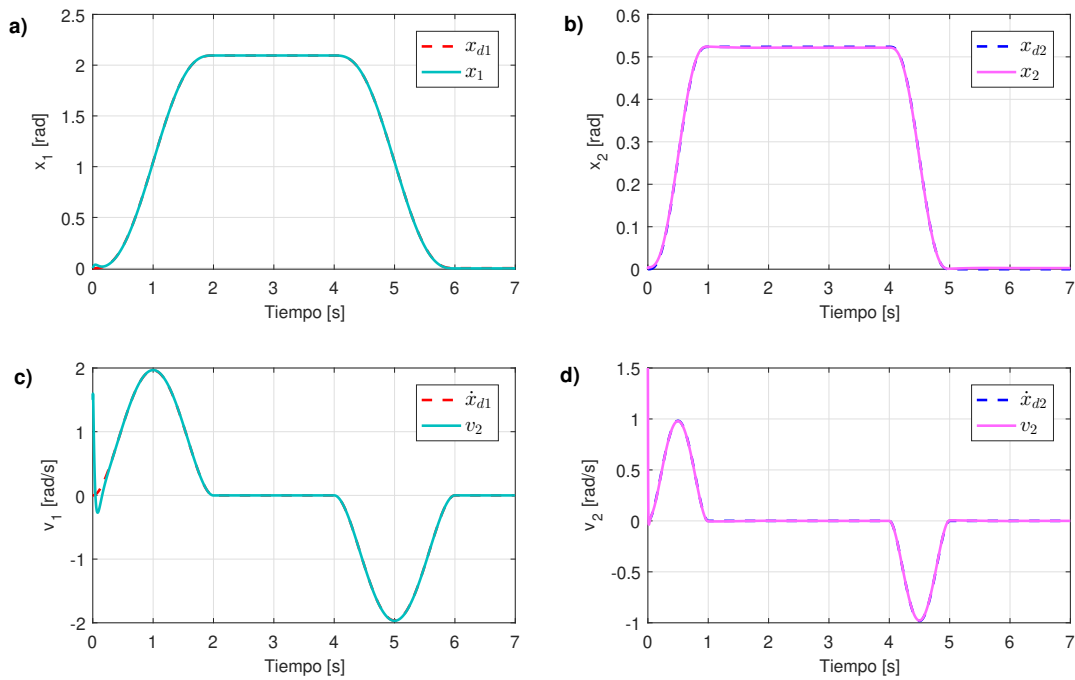 a)
2.5
2
1.5
1
0.5
0
x_1 [rad]
0 1 2 3 4 5 6 7
Tiempo [s]
x_{d1}
x_1
b)
0.6
0.5
0.4
0.3
0.2
0.1
0
x_2 [rad]
0 1 2 3 4 5 6 7
Tiempo [s]
x_{d2}
x_2
c)
2
1
0
-1
-2
v_1 [rad/s]
0 1 2 3 4 5 6 7
Tiempo [s]
ẋ_{d1}
v_2
d)
1.5
1
0.5
0
-0.5
-1
v_2 [rad/s]
0 1 2 3 4 5 6 7
Tiempo [s]
ẋ_{d2}
v_2